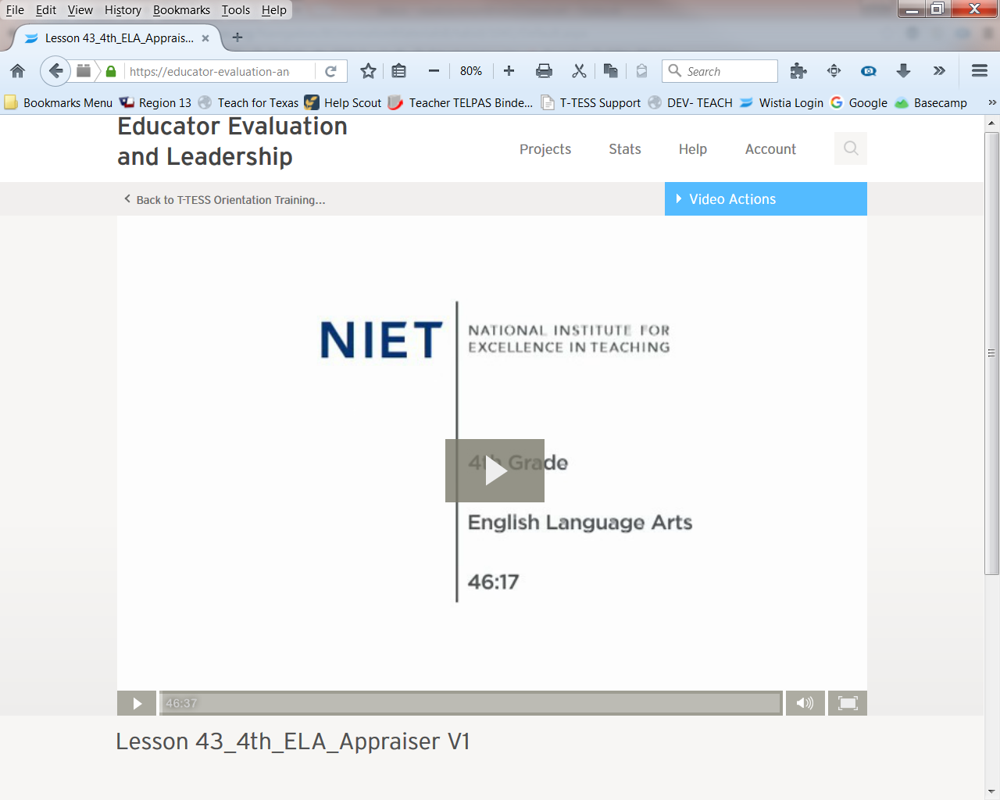 File Edit View History Bookmarks Tools Help
Lesson 43_4th_ELA_Apprais...
https://educator-evaluation-an
80%
Search
Bookmarks Menu Region 13 Teach for Texas Help Scout Teacher TELPAS Binde... T-TESS Support DEV- TEACH Wistia Login Google Basecamp
Educator Evaluation
and Leadership
Projects Stats Help Account
Back to T-TESS Orientation Training...
Video Actions
NIET
NATIONAL INSTITUTE FOR
EXCELLENCE IN TEACHING
4th Grade
English Language Arts
46:17
46:37
Lesson 43_4th_ELA_Appraiser V1